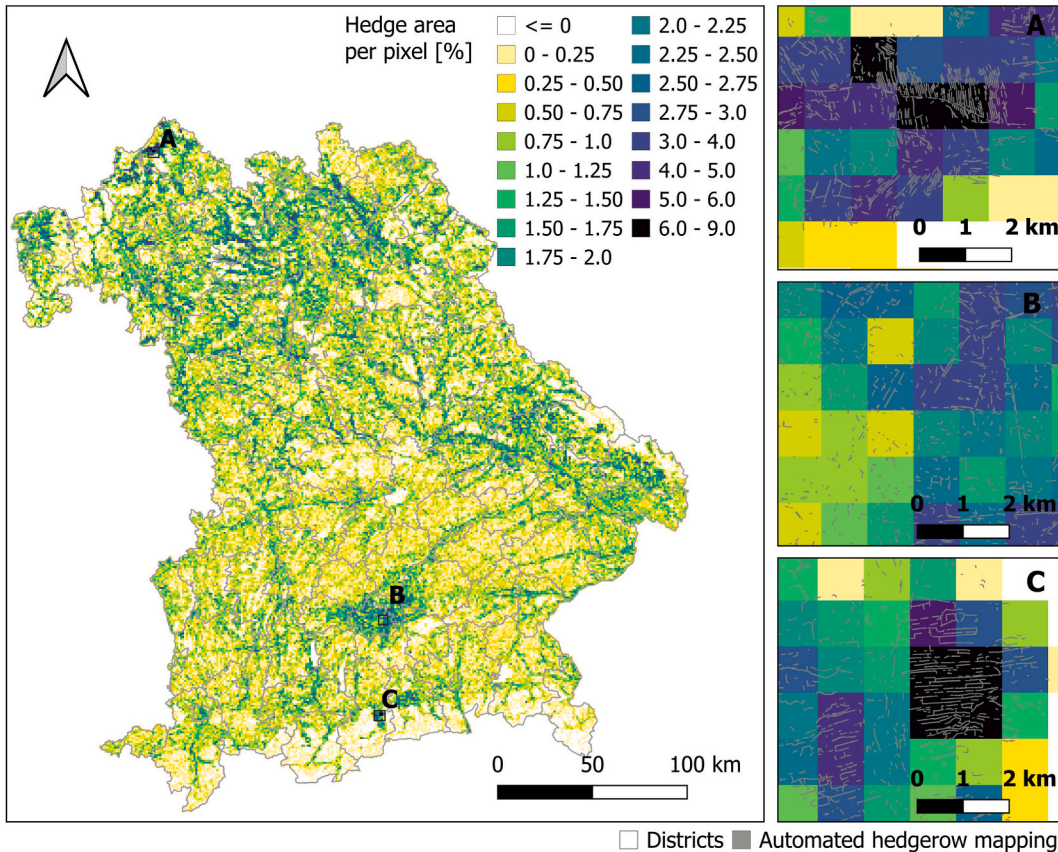 Hedge area
per pixel [%]
<= 0
0 - 0.25
0.25 - 0.50
0.50 - 0.75
0.75 - 1.0
1.0 - 1.25
1.25 - 1.50
1.50 - 1.75
1.75 - 2.0
2.0 - 2.25
2.25 - 2.50
2.50 - 2.75
2.75 - 3.0
3.0 - 4.0
4.0 - 5.0
5.0 - 6.0
6.0 - 9.0
A
B
C
0 50 100 km
A
0 1 2 km
B
0 1 2 km
C
0 1 2 km
Districts Automated hedgerow mapping